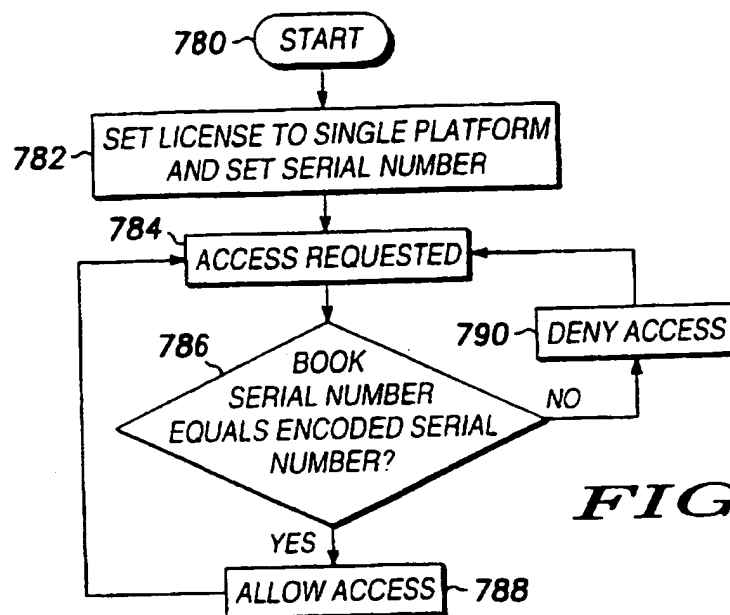 780 START
782 SET LICENSE TO SINGLE PLATFORM
AND SET SERIAL NUMBER
784
ACCESS REQUESTED
790 DENY ACCESS
786
BOOK
SERIAL NUMBER
EQUALS ENCODED SERIAL
NUMBER?
NO
FIG
YES
ALLOW ACCESS 788